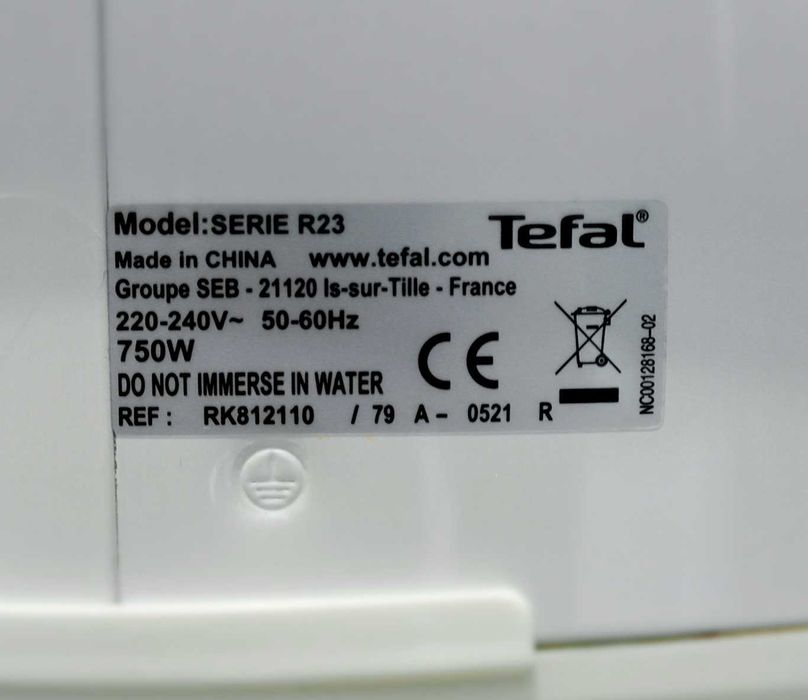 Model:SERIE R23
Tefal®
Made in CHINA www.tefal.com
Groupe SEB - 21120 Is-sur-Tille - France
220-240V~ 50-60Hz
750W
CE
DO NOT IMMERSE IN WATER
REF : RK812110 / 79 A – 0521 R
NC00128168-02